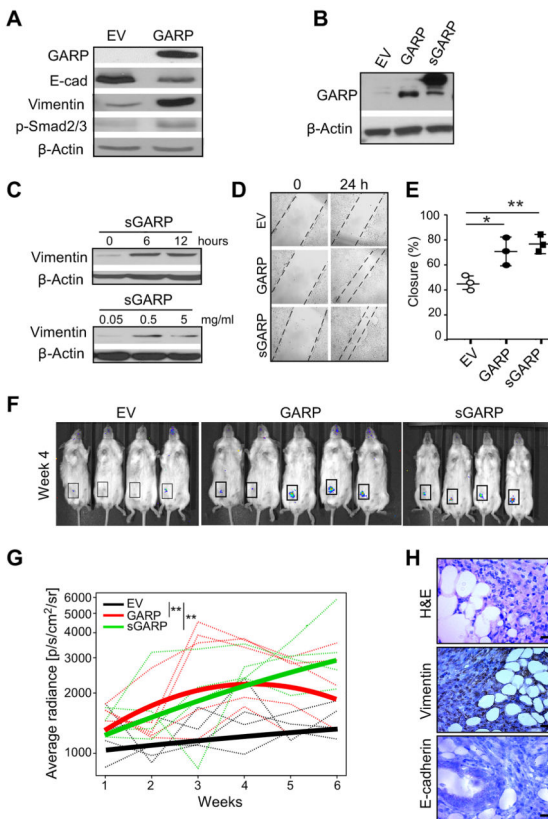 A
EV GARP
GARP
E-cad
Vimentin
p-Smad2/3
β-Actin
B
EV GARP sGARP
GARP
β-Actin
C
sGARP
0 6 12 hours
Vimentin
β-Actin
sGARP
0.05 0.5 5 mg/ml
Vimentin
β-Actin
D
0 24 h
EV
GARP
sGARP
E
** 
*
Closure (%)
100
80
60
40
0
EV GARP sGARP
F
EV GARP sGARP
Week 4
G
Average radiance [p/s/cm²/sr]
6000
5000
4000
3000
2000
1000
EV
GARP
sGARP
**
**
1 2 3 4 5 6
Weeks
H
H&E
Vimentin
E-cadherin